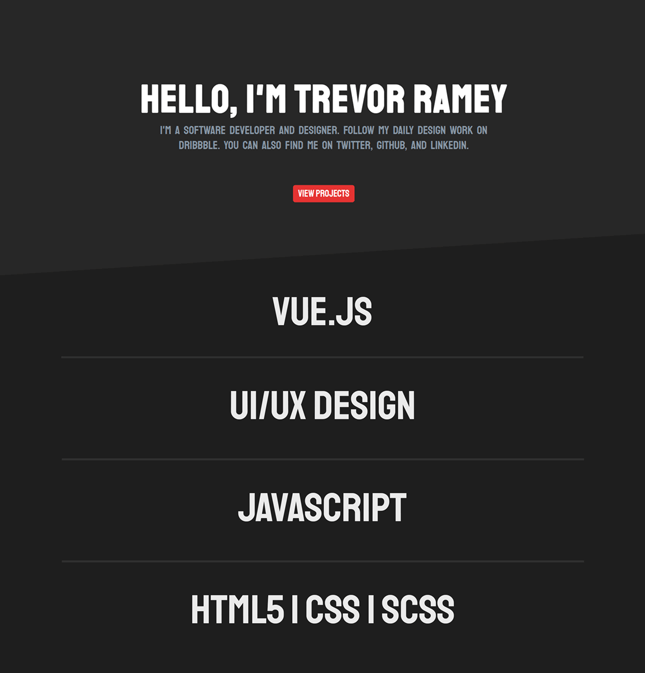 HELLO, I'M TREVOR RAMEY
I'M A SOFTWARE DEVELOPER AND DESIGNER. FOLLOW MY DAILY DESIGN WORK ON
DRIBBBLE. YOU CAN ALSO FIND ME ON TWITTER, GITHUB, AND LINKEDIN.
VIEW PROJECTS
VUE.JS
UI/UX DESIGN
JAVASCRIPT
HTML5 | CSS | SCSS